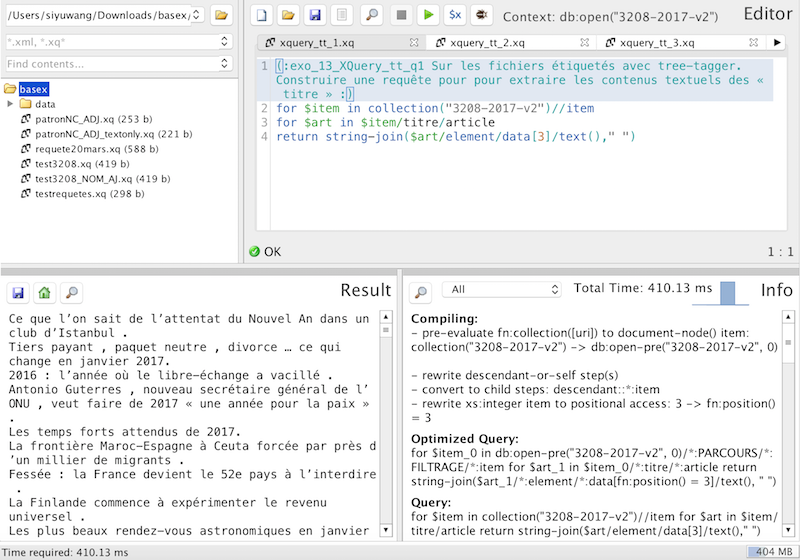 /Users/siyuwang/Downloads/basex/
*.xml, *.xq*
Find contents...
basex
data
patronNC_ADJ.xq (253 b)
patronNC_ADJ_textonly.xq (221 b)
requete20mars.xq (588 b)
test3208.xq (419 b)
test3208_NOM_AJ.xq (419 b)
testrequetes.xq (298 b)
$x
Context: db:open("3208-2017-v2")
Editor
xquery_tt_1.xq
xquery_tt_2.xq
xquery_tt_3.xq
1 (:exo_13_XQuery_tt_q1 Sur les fichiers étiquetés avec tree-tagger.
Construire une requête pour pour extraire les contenus textuels des «
titre » :)
2 for $item in collection("3208-2017-v2")//item
3 for $art in $item/titre/article
4 return string-join($art/element/data[3]/text()," ")
OK
1 : 1
Result
Ce que l’on sait de l’attentat du Nouvel An dans un
club d’Istanbul .
Tiers payant , paquet neutre , divorce … ce qui
change en janvier 2017.
2016 : l’année où le libre-échange a vacillé .
Antonio Guterres , nouveau secrétaire général de l’
ONU , veut faire de 2017 « une année pour la paix »
.
Les temps forts attendus de 2017.
La frontière Maroc-Espagne à Ceuta forcée par près d
’un millier de migrants .
Fessée : la France devient le 52e pays à l’interdire
.
La Finlande commence à expérimenter le revenu
universel .
Les plus beaux rendez-vous astronomiques en janvier
All
Total Time: 410.13 ms
Info
Compiling:
- pre-evaluate fn:collection([uri]) to document-node() item:
collection("3208-2017-v2") -> db:open-pre("3208-2017-v2", 0)
- rewrite descendant-or-self step(s)
- convert to child steps: descendant::*:item
- rewrite xs:integer item to positional access: 3 -> fn:position()
= 3
Optimized Query:
for $item_0 in db:open-pre("3208-2017-v2", 0)/*:PARCOURS/*:
FILTRAGE/*:item for $art_1 in $item_0/*:titre/*:article return
string-join($art_1/*:element/*:data[fn:position() = 3]/text(), " ")
Query:
for $item in collection("3208-2017-v2")//item for $art in $item/
titre/article return string-join($art/element/data[3]/text()," ")
Time required: 410.13 ms
404 MB